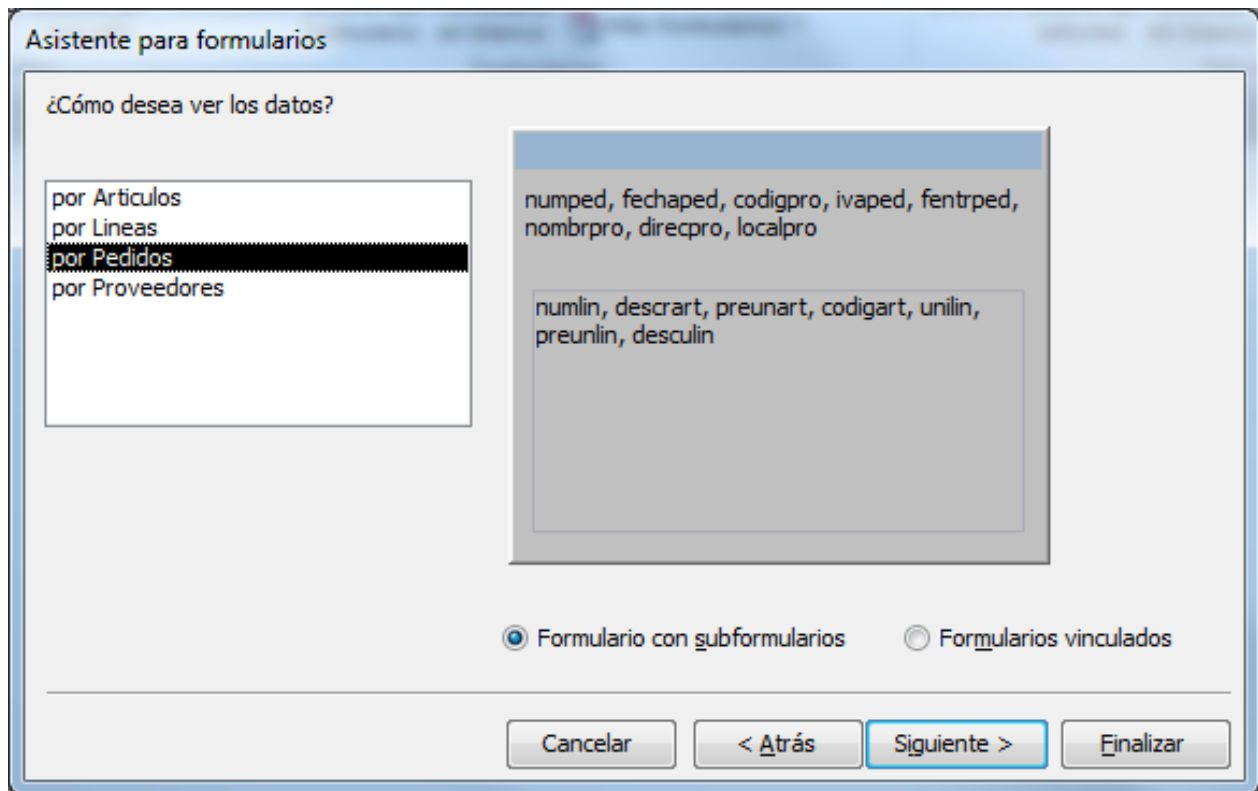 Asistente para formularios
¿Cómo desea ver los datos?
por Articulos
por Lineas
por Pedidos
por Proveedores
numped, fechaped, codigpro, ivaped, fentrped,
nombrpro, direcpro, localpro
numlin, descrart, preunart, codigart, unilin,
preunlin, desculin
Formulario con subformularios
Formularios vinculados
Cancelar
< Atrás
Siguiente >
Finalizar